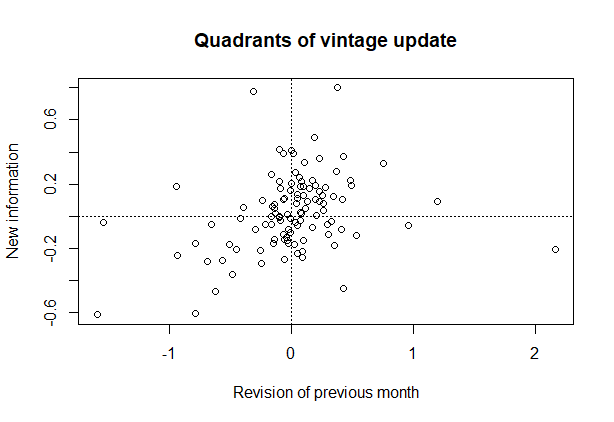 Quadrants of vintage update
New information
0.6
0.2
-0.2
-0.6
-1
0
1
2
Revision of previous month